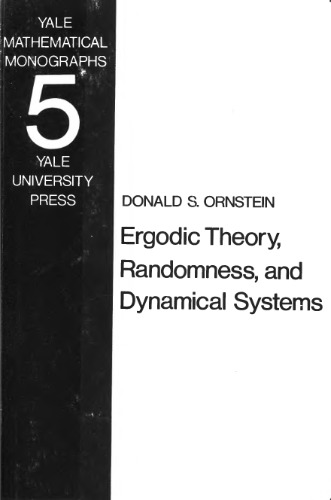 YALE
MATHEMATICAL
MONOGRAPHS
5
YALE
UNIVERSITY
PRESS
DONALD S. ORNSTEIN
Ergodic Theory,
Randomness, and
Dynamical Systems